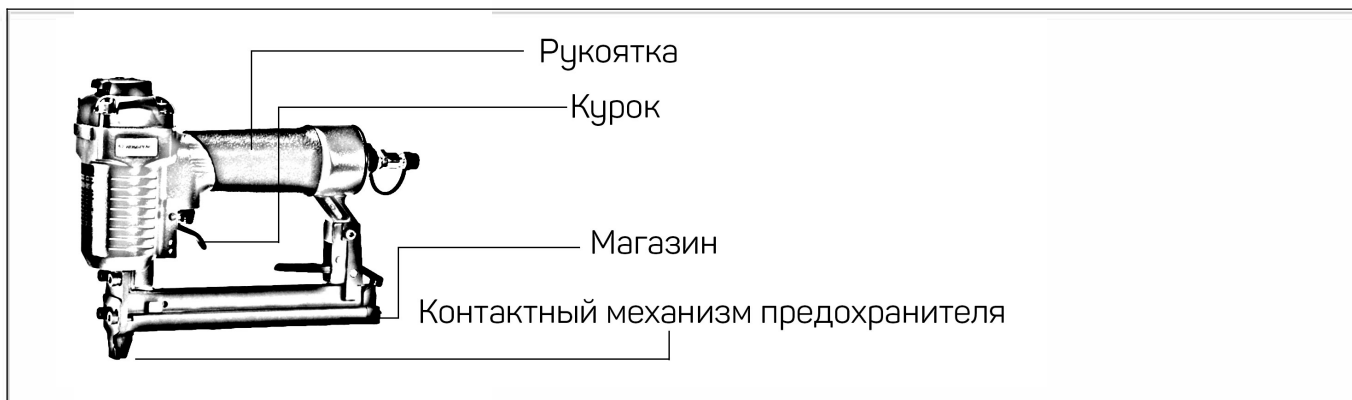 Рукоятка
Курок
Магазин
Контактный механизм предохранителя